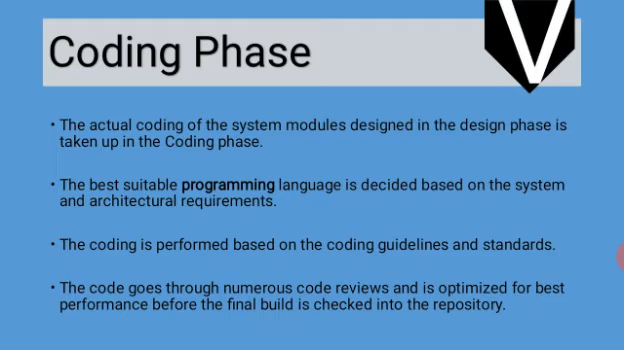 Coding Phase
V
• The actual coding of the system modules designed in the design phase is
taken up in the Coding phase.
• The best suitable programming language is decided based on the system
and architectural requirements.
• The coding is performed based on the coding guidelines and standards.
• The code goes through numerous code reviews and is optimized for best
performance before the final build is checked into the repository.